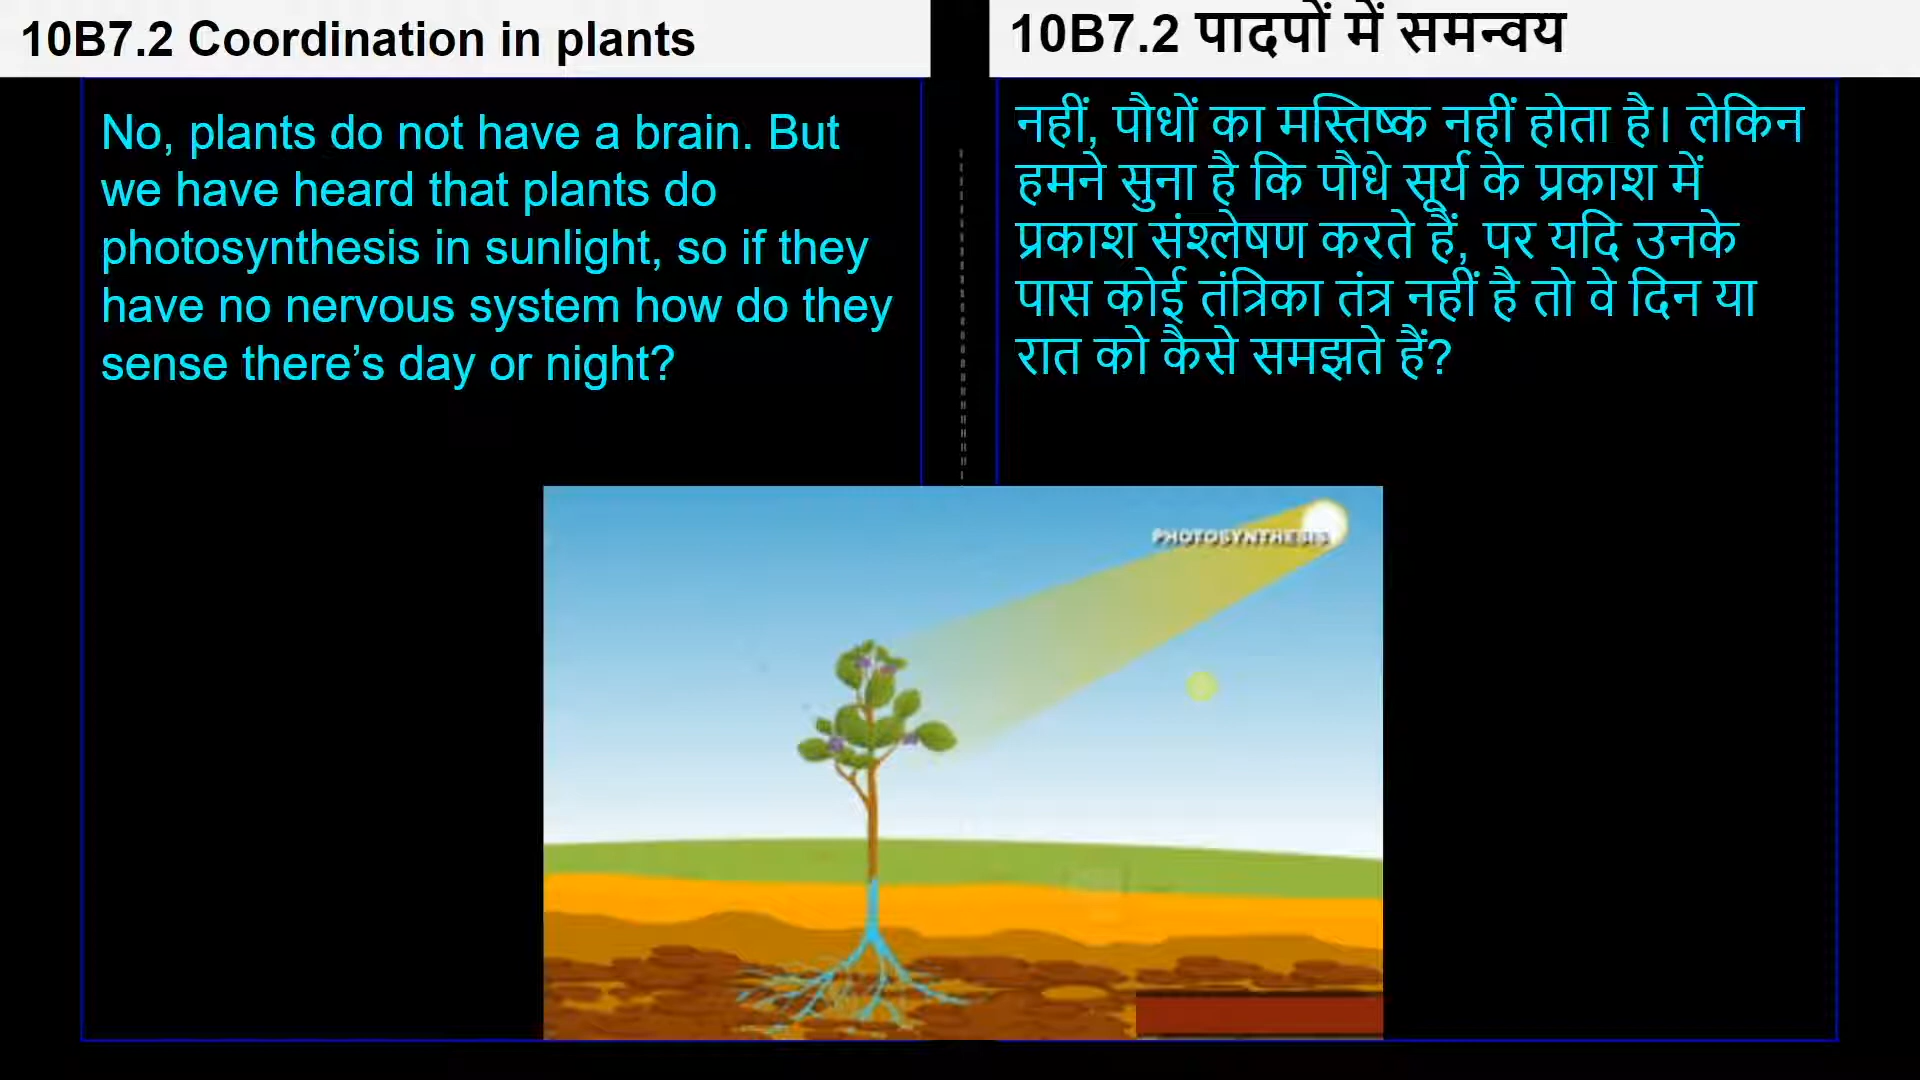 10B7.2 Coordination in plants
No, plants do not have a brain. But
we have heard that plants do
photosynthesis in sunlight, so if they
have no nervous system how do they
sense there’s day or night?
10B7.2 पादपों में समन्वय
नहीं, पौधों का मस्तिष्क नहीं होता है। लेकिन
हमने सुना है कि पौधे सूर्य के प्रकाश में
प्रकाश संश्लेषण करते हैं, पर यदि उनके
पास कोई तंत्रिका तंत्र नहीं है तो वे दिन या
रात को कैसे समझते हैं?
PHOTOSYNTHESIS